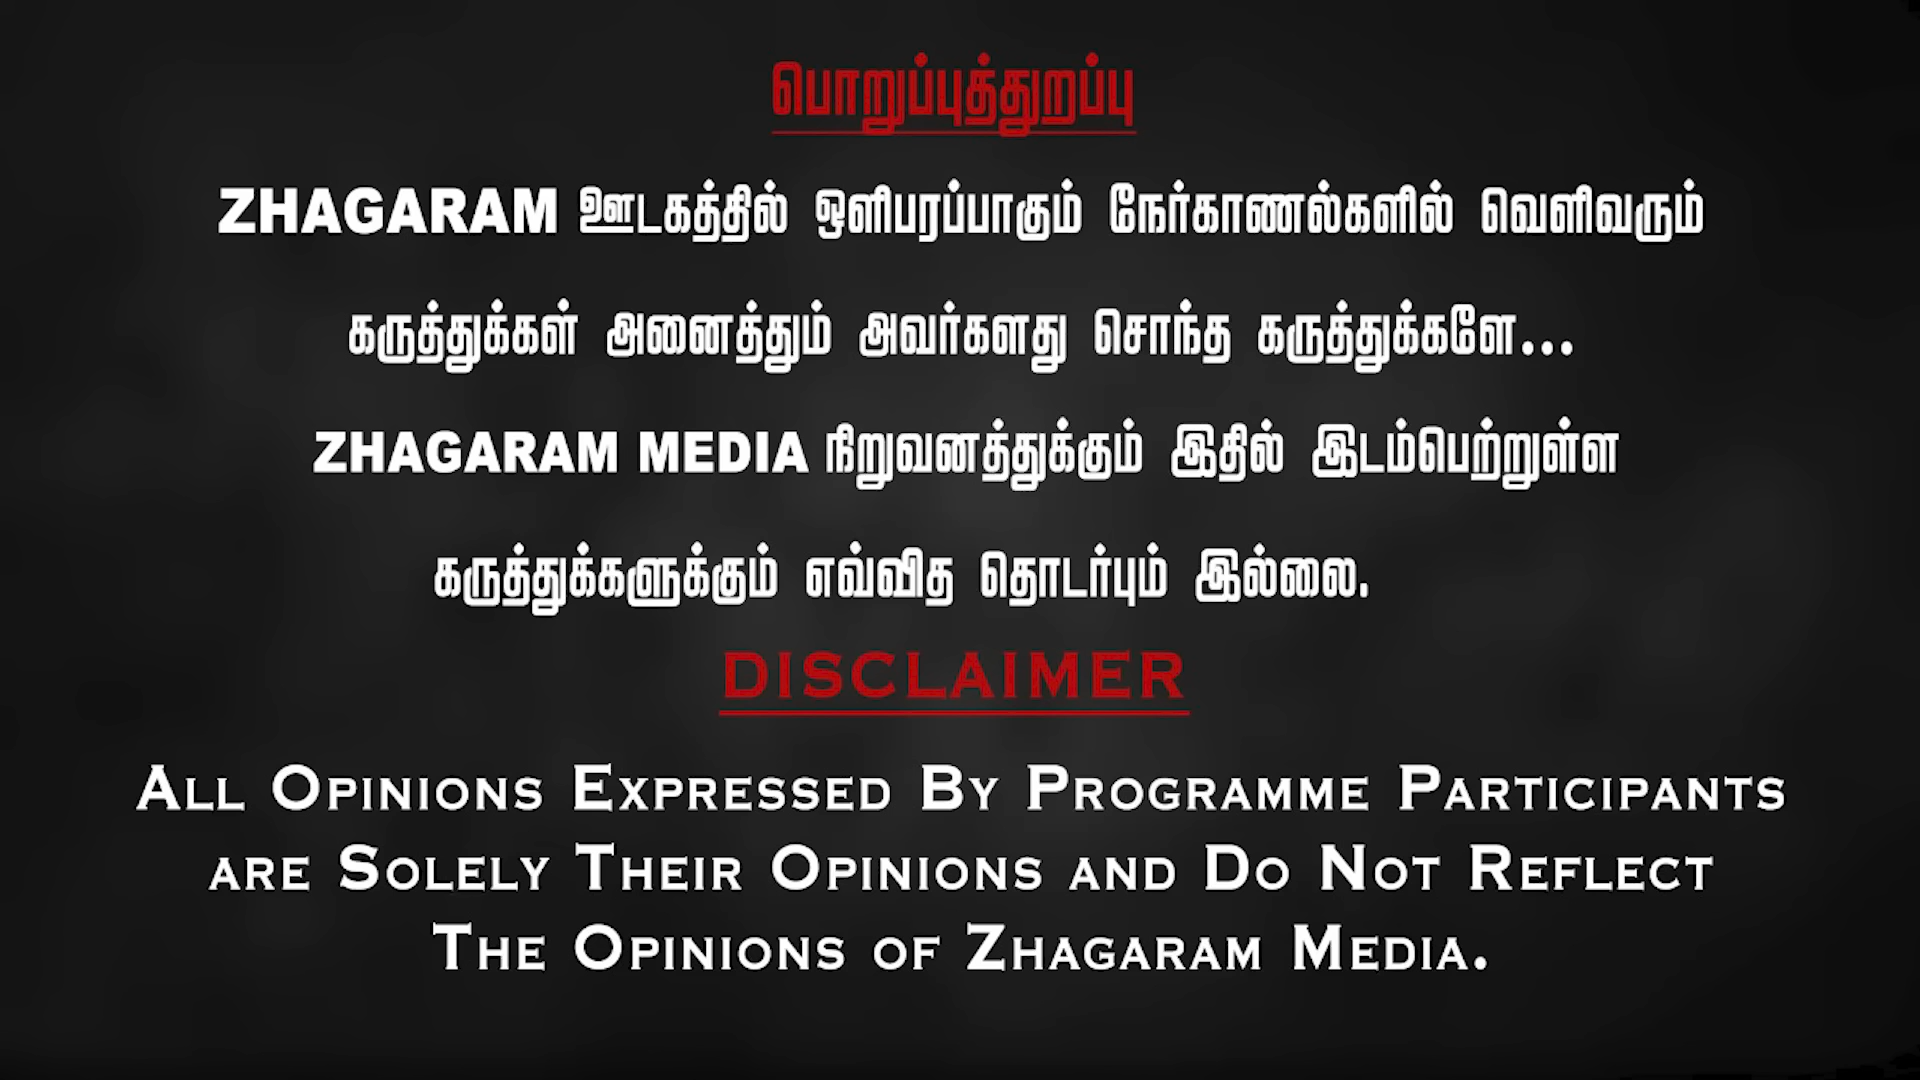 பொறுப்புத்துறப்பு
ZHAGARAM ஊடகத்தில் ஒளிபரப்பாகும் நேர்காணல்களில் வெளிவரும்
கருத்துக்கள் அனைத்தும் அவர்களது சொந்த கருத்துக்களே...
ZHAGARAM MEDIA நிறுவனத்துக்கும் இதில் இடம்பெற்றுள்ள
கருத்துக்களுக்கும் எவ்வித தொடர்பும் இல்லை.
DISCLAIMER
All Opinions Expressed By Programme Participants
are Solely Their Opinions and Do Not Reflect
The Opinions of Zhagaram Media.